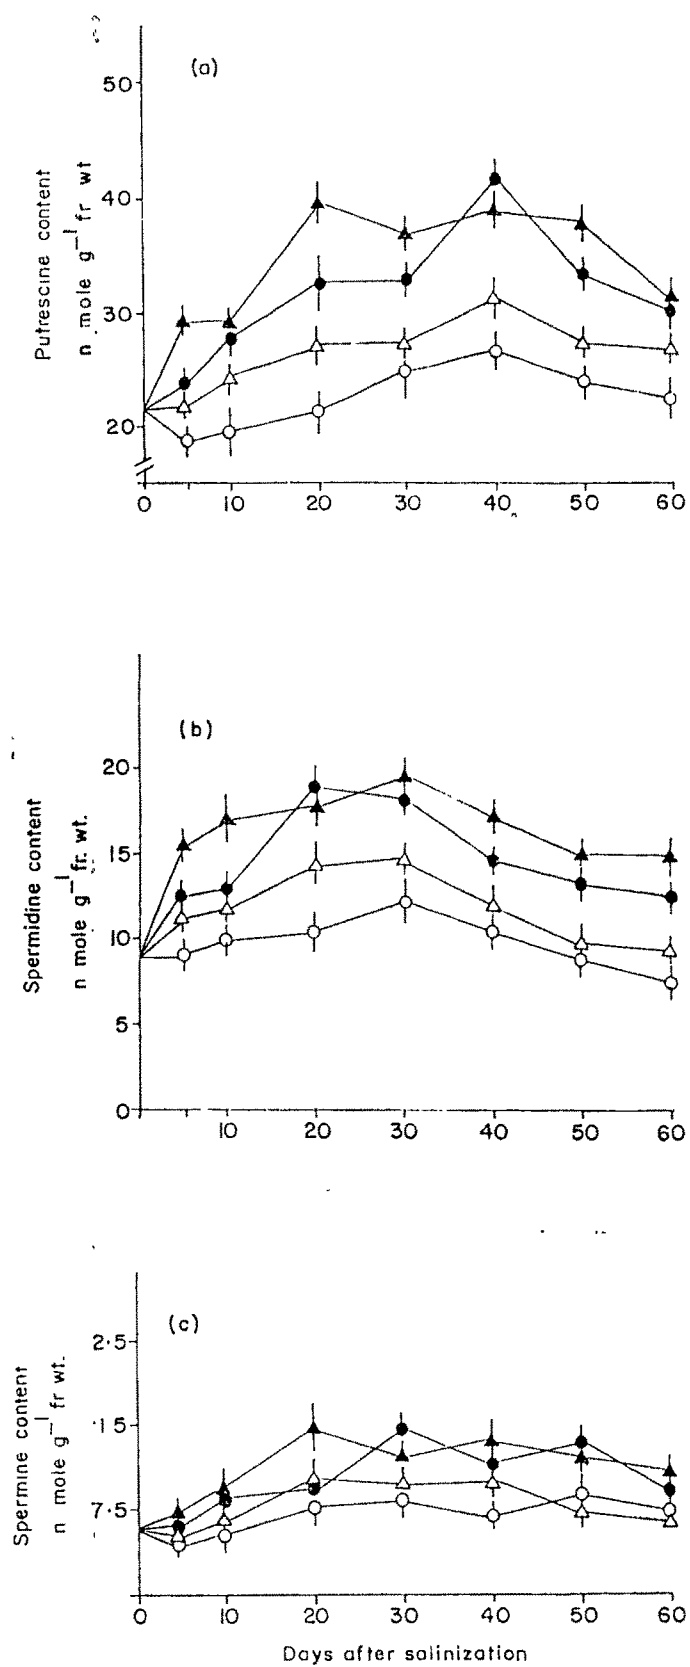 (a)
50
40
30
20
Putrescine content
n mole g⁻¹ fr wt
0 10 20 30 40 50 60
(b)
20
15
10
5
0
Spermidine content
n mole g⁻¹ fr. wt.
10 20 30 40 50 60
(c)
2·5
·15
7·5
Spermine content
n mole g⁻¹ fr wt.
0 10 20 30 40 50 60
Days after salinization